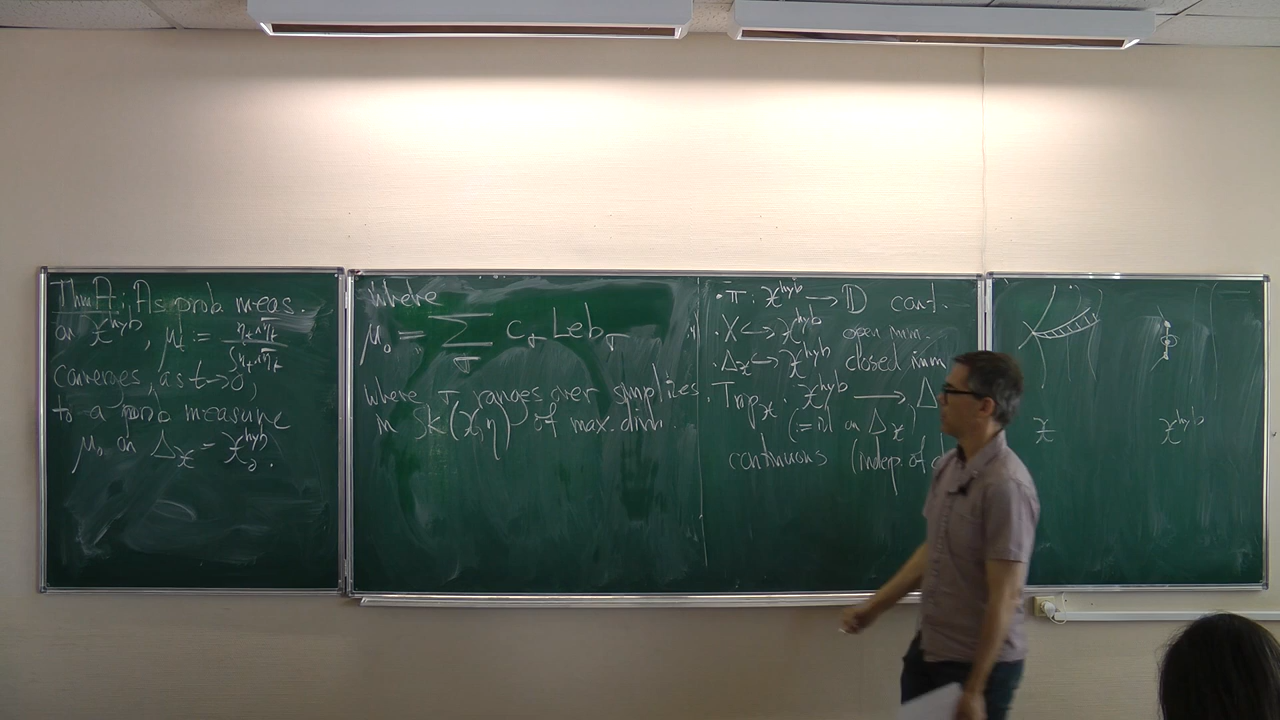 Thm A: As prob. meas.
on 𝒳^hyb, μ_t := η_t∧η̄_t / ∫η_t∧η̄_t
converges, as t→0,
to a prob measure
μ_0 on Δ_𝒳 = 𝒳_0^hyb.
where
μ_0 = Σ_σ c_σ Leb_σ
where σ ranges over simplices
in Sk(𝒳,η) of max. dim.
· π: 𝒳^hyb → 𝔻 cont.
· X ↪ 𝒳^hyb open imm.
· Δ_𝒳 ↪ 𝒳^hyb closed imm
· Trop_𝒳: 𝒳^hyb → Δ
(:= id on Δ_𝒳)
continuous (indep. of
𝒳
𝒳^hyb